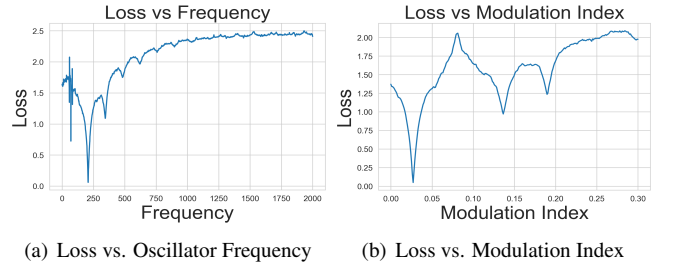 Loss vs Frequency
2.5
2.0
1.5
1.0
0.5
0.0
Loss
0 250 500 750 1000 1250 1500 1750 2000
Frequency
(a) Loss vs. Oscillator Frequency
Loss vs Modulation Index
2.00
1.75
1.50
1.25
1.00
0.75
0.50
0.25
0.00
Loss
0.00 0.05 0.10 0.15 0.20 0.25 0.30
Modulation Index
(b) Loss vs. Modulation Index